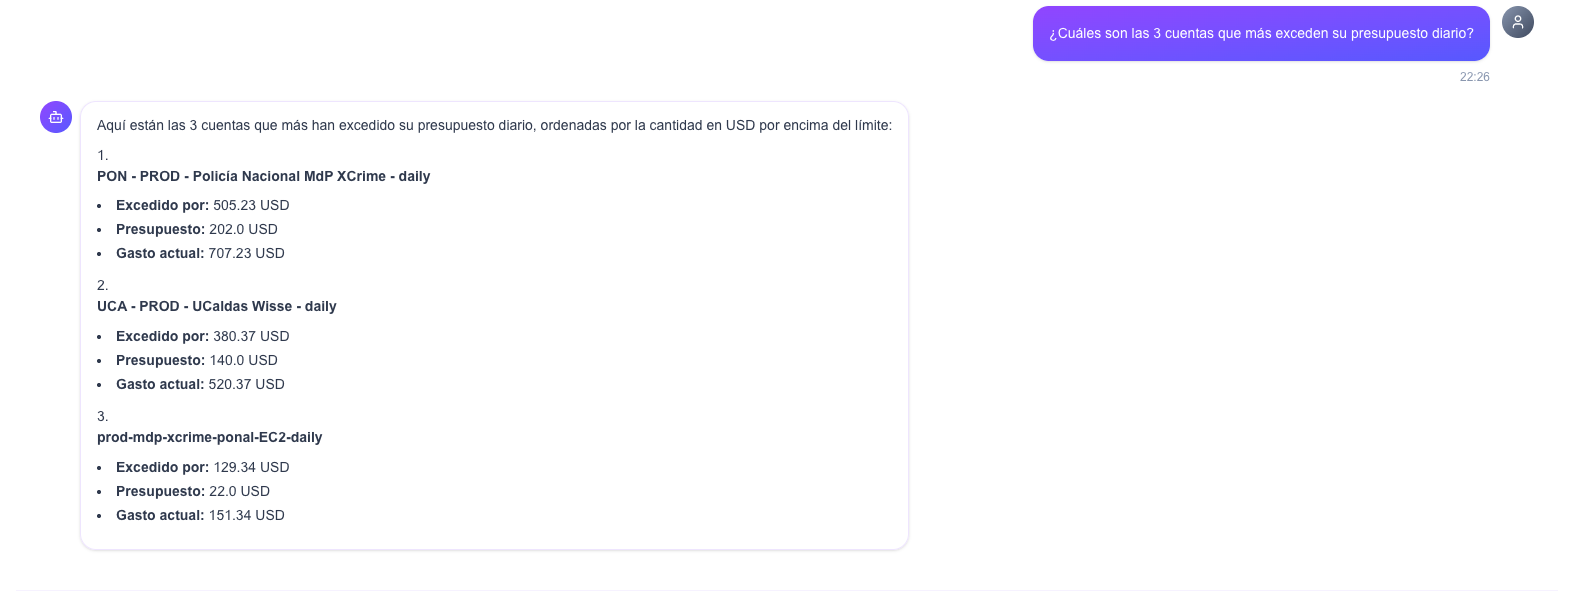 ¿Cuáles son las 3 cuentas que más exceden su presupuesto diario?
22:26
Aquí están las 3 cuentas que más han excedido su presupuesto diario, ordenadas por la cantidad en USD por encima del límite:
1.
PON - PROD - Policía Nacional MdP XCrime - daily
• Excedido por: 505.23 USD
• Presupuesto: 202.0 USD
• Gasto actual: 707.23 USD
2.
UCA - PROD - UCaldas Wisse - daily
• Excedido por: 380.37 USD
• Presupuesto: 140.0 USD
• Gasto actual: 520.37 USD
3.
prod-mdp-xcrime-ponal-EC2-daily
• Excedido por: 129.34 USD
• Presupuesto: 22.0 USD
• Gasto actual: 151.34 USD